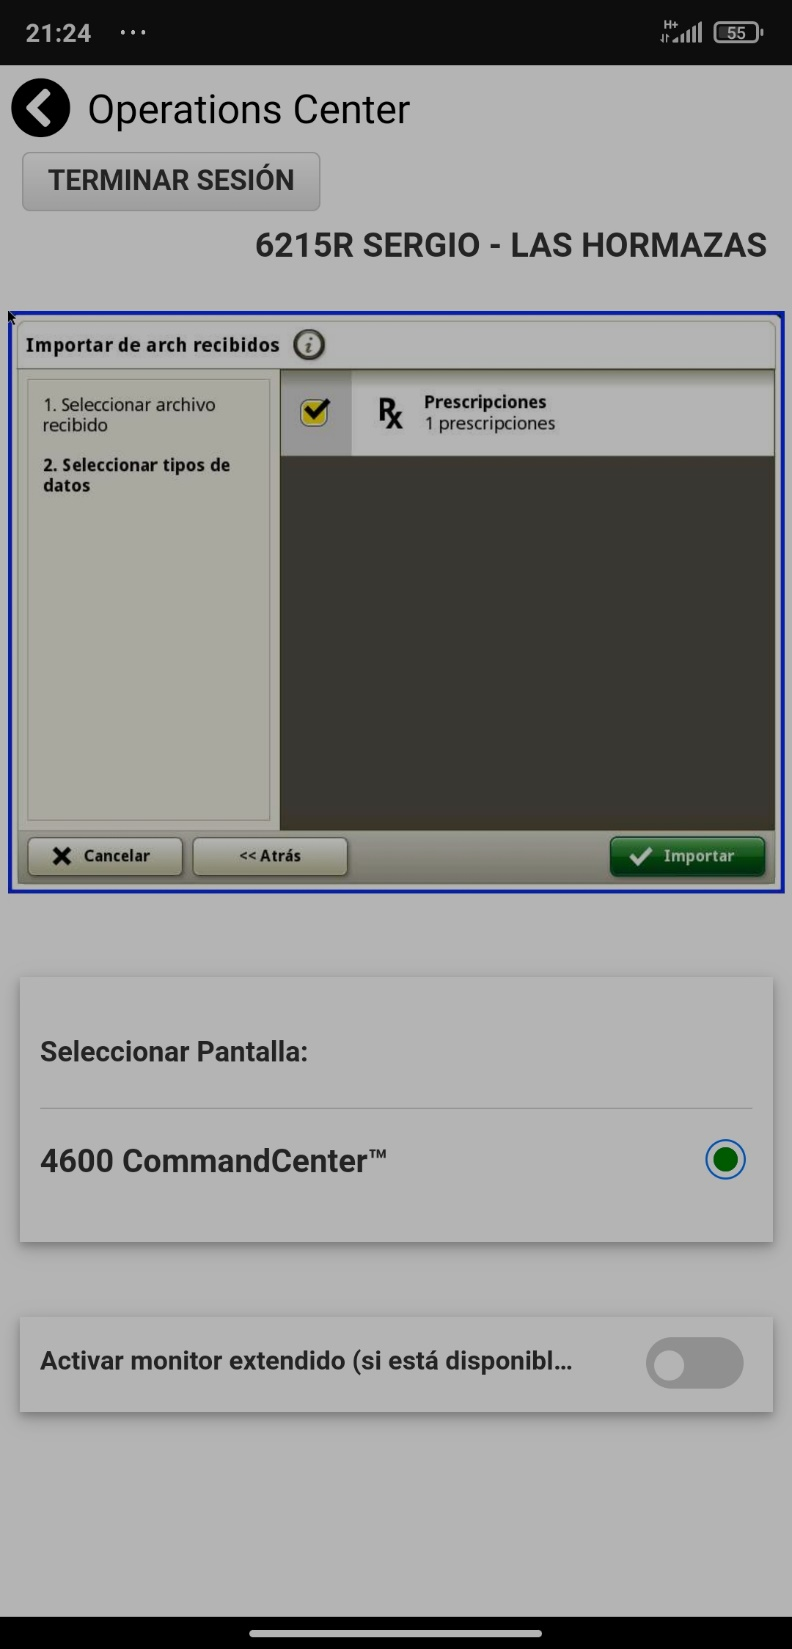 21:24 ...
H+
55
Operations Center
TERMINAR SESIÓN
6215R SERGIO - LAS HORMAZAS
Importar de arch recibidos
1. Seleccionar archivo
recibido
2. Seleccionar tipos de
datos
Rx
Prescripciones
1 prescripciones
Cancelar
<< Atrás
Importar
Seleccionar Pantalla:
4600 CommandCenter™
Activar monitor extendido (si está disponibl...